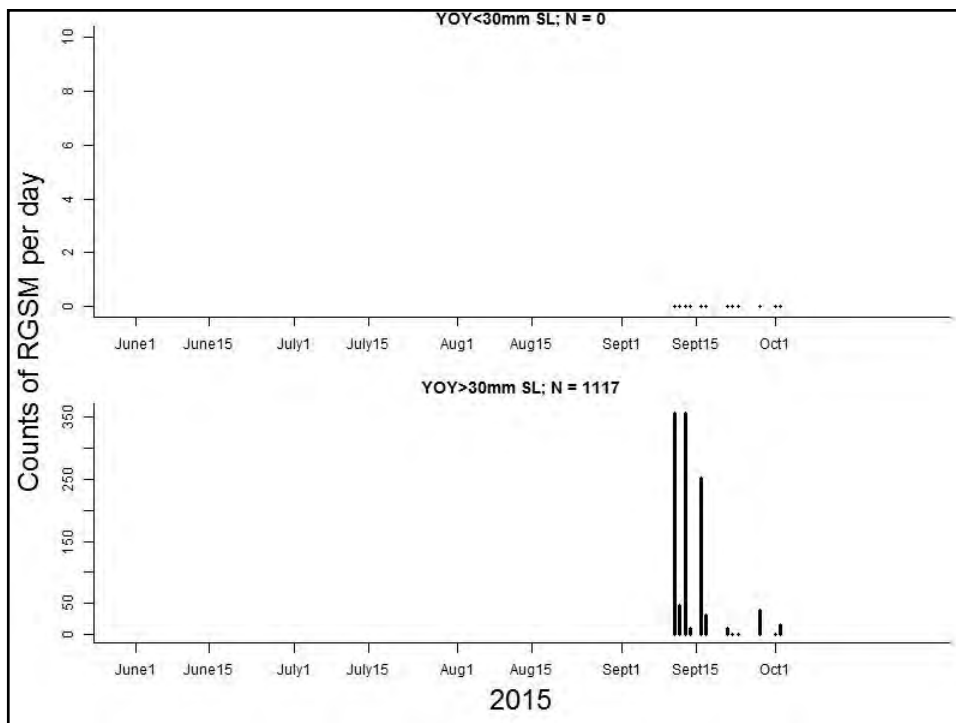 YOY<30mm SL; N = 0
Counts of RGSM per day
10
8
6
4
2
0
June1 June15 July1 July15 Aug1 Aug15 Sept1 Sept15 Oct1
YOY>30mm SL; N = 1117
350
250
150
50
0
June1 June15 July1 July15 Aug1 Aug15 Sept1 Sept15 Oct1
2015